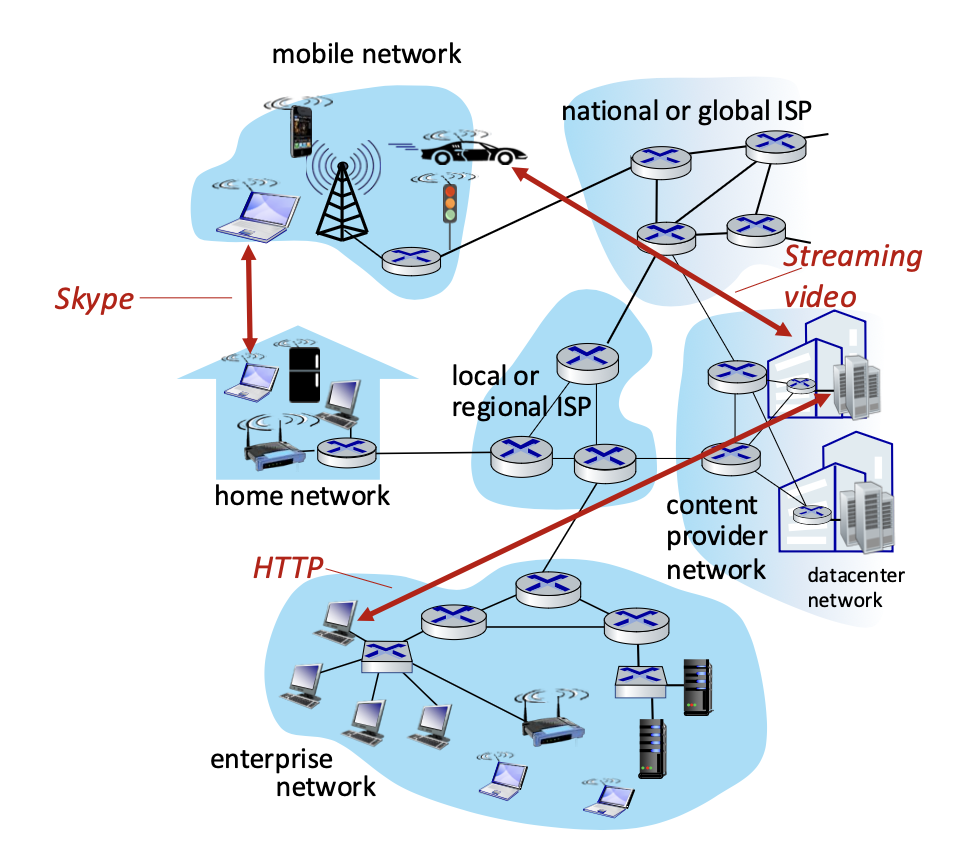 mobile network
national or global ISP
Streaming
video
Skype
local or
regional ISP
home network
content
provider
network
datacenter
network
HTTP
enterprise
network